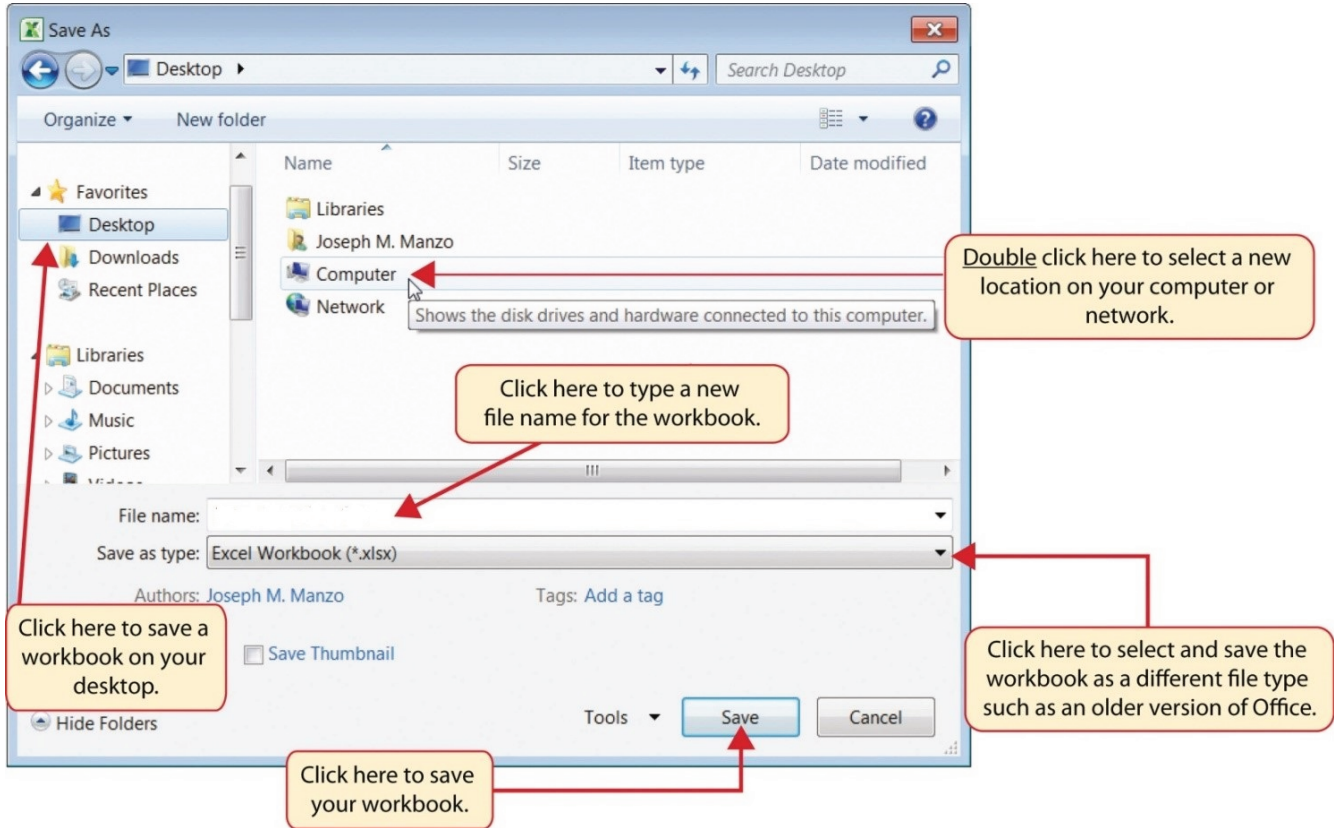 Save As
Desktop
Search Desktop
Organize
New folder
Name
Size
Item type
Date modified
Favorites
Desktop
Downloads
Recent Places
Libraries
Documents
Music
Pictures
Libraries
Joseph M. Manzo
Computer
Network
Shows the disk drives and hardware connected to this computer.
Double click here to select a new
location on your computer or
network.
Click here to type a new
file name for the workbook.
File name:
Save as type: Excel Workbook (*.xlsx)
Authors: Joseph M. Manzo
Tags: Add a tag
Click here to save a
workbook on your
desktop.
Save Thumbnail
Click here to select and save the
workbook as a different file type
such as an older version of Office.
Hide Folders
Tools
Save
Cancel
Click here to save
your workbook.